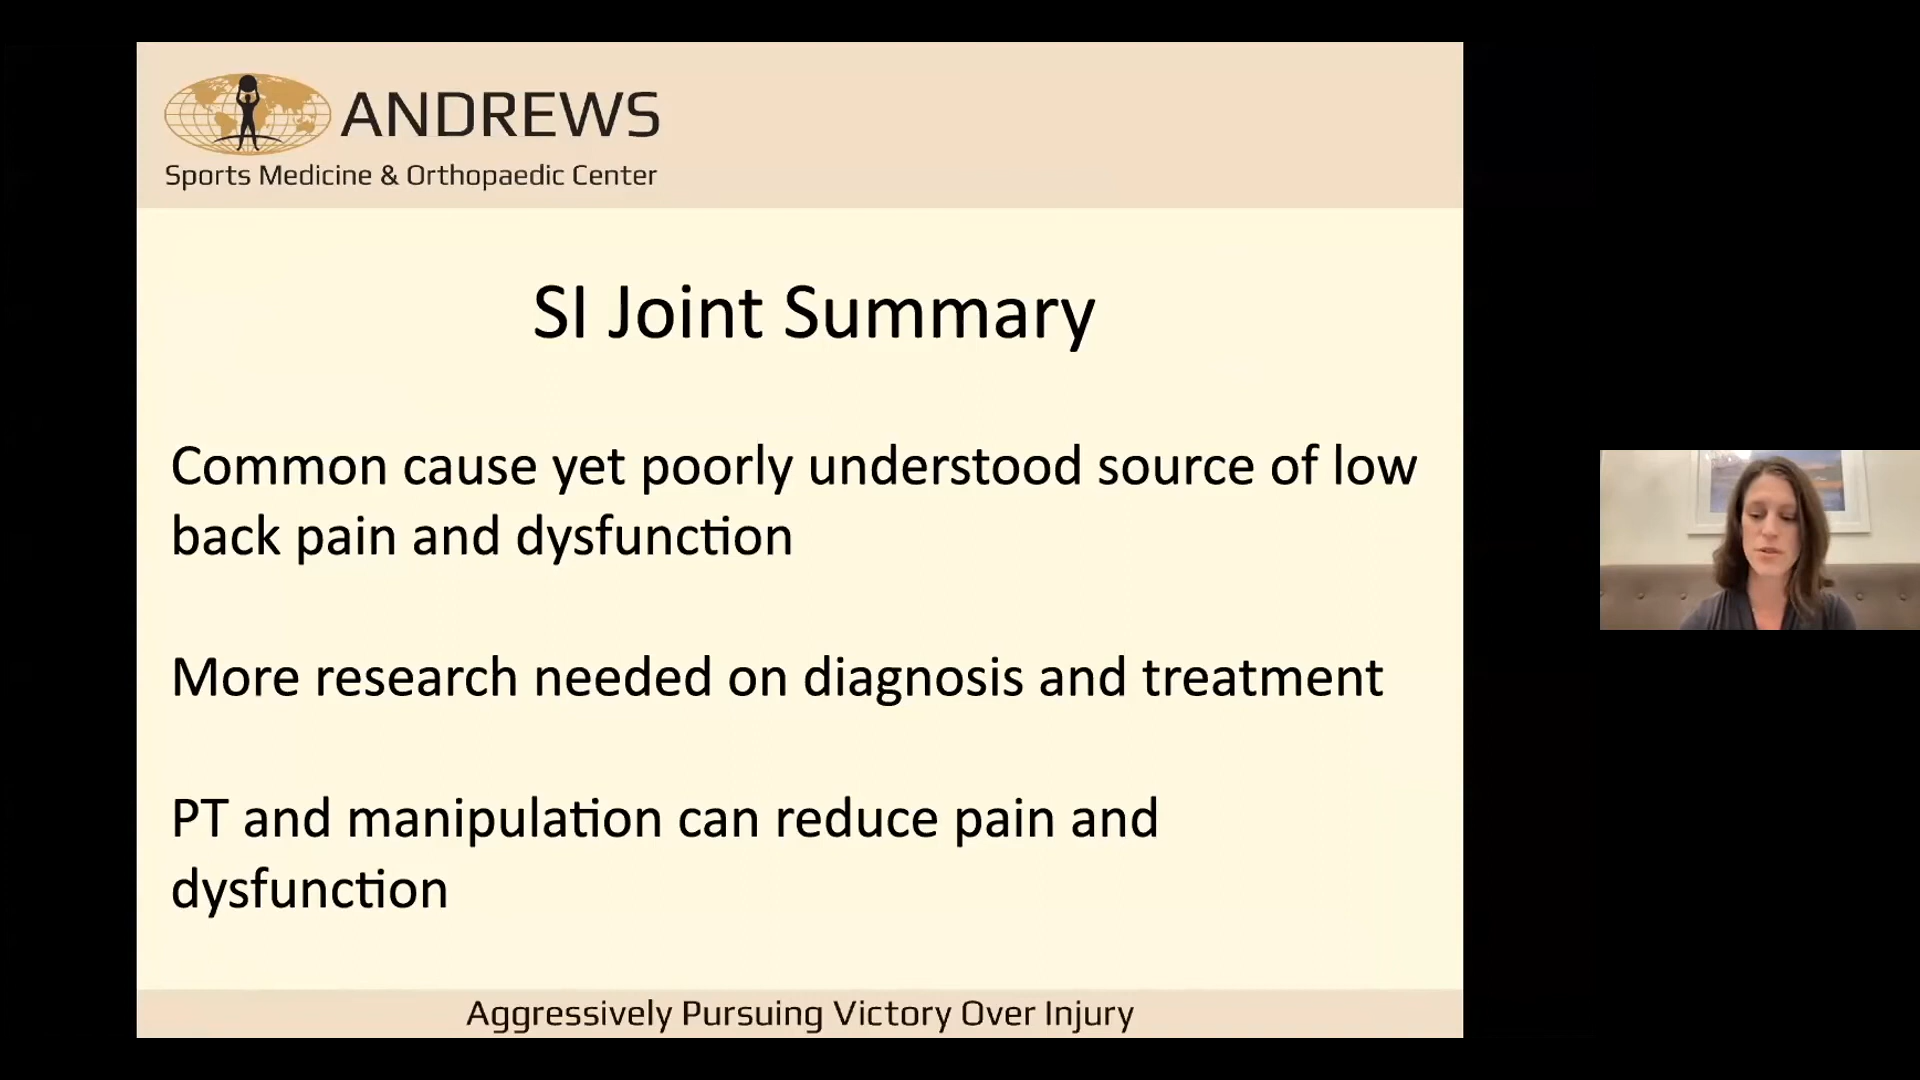 ANDREWS
Sports Medicine & Orthopaedic Center
SI Joint Summary
Common cause yet poorly understood source of low
back pain and dysfunction
More research needed on diagnosis and treatment
PT and manipulation can reduce pain and
dysfunction
Aggressively Pursuing Victory Over Injury